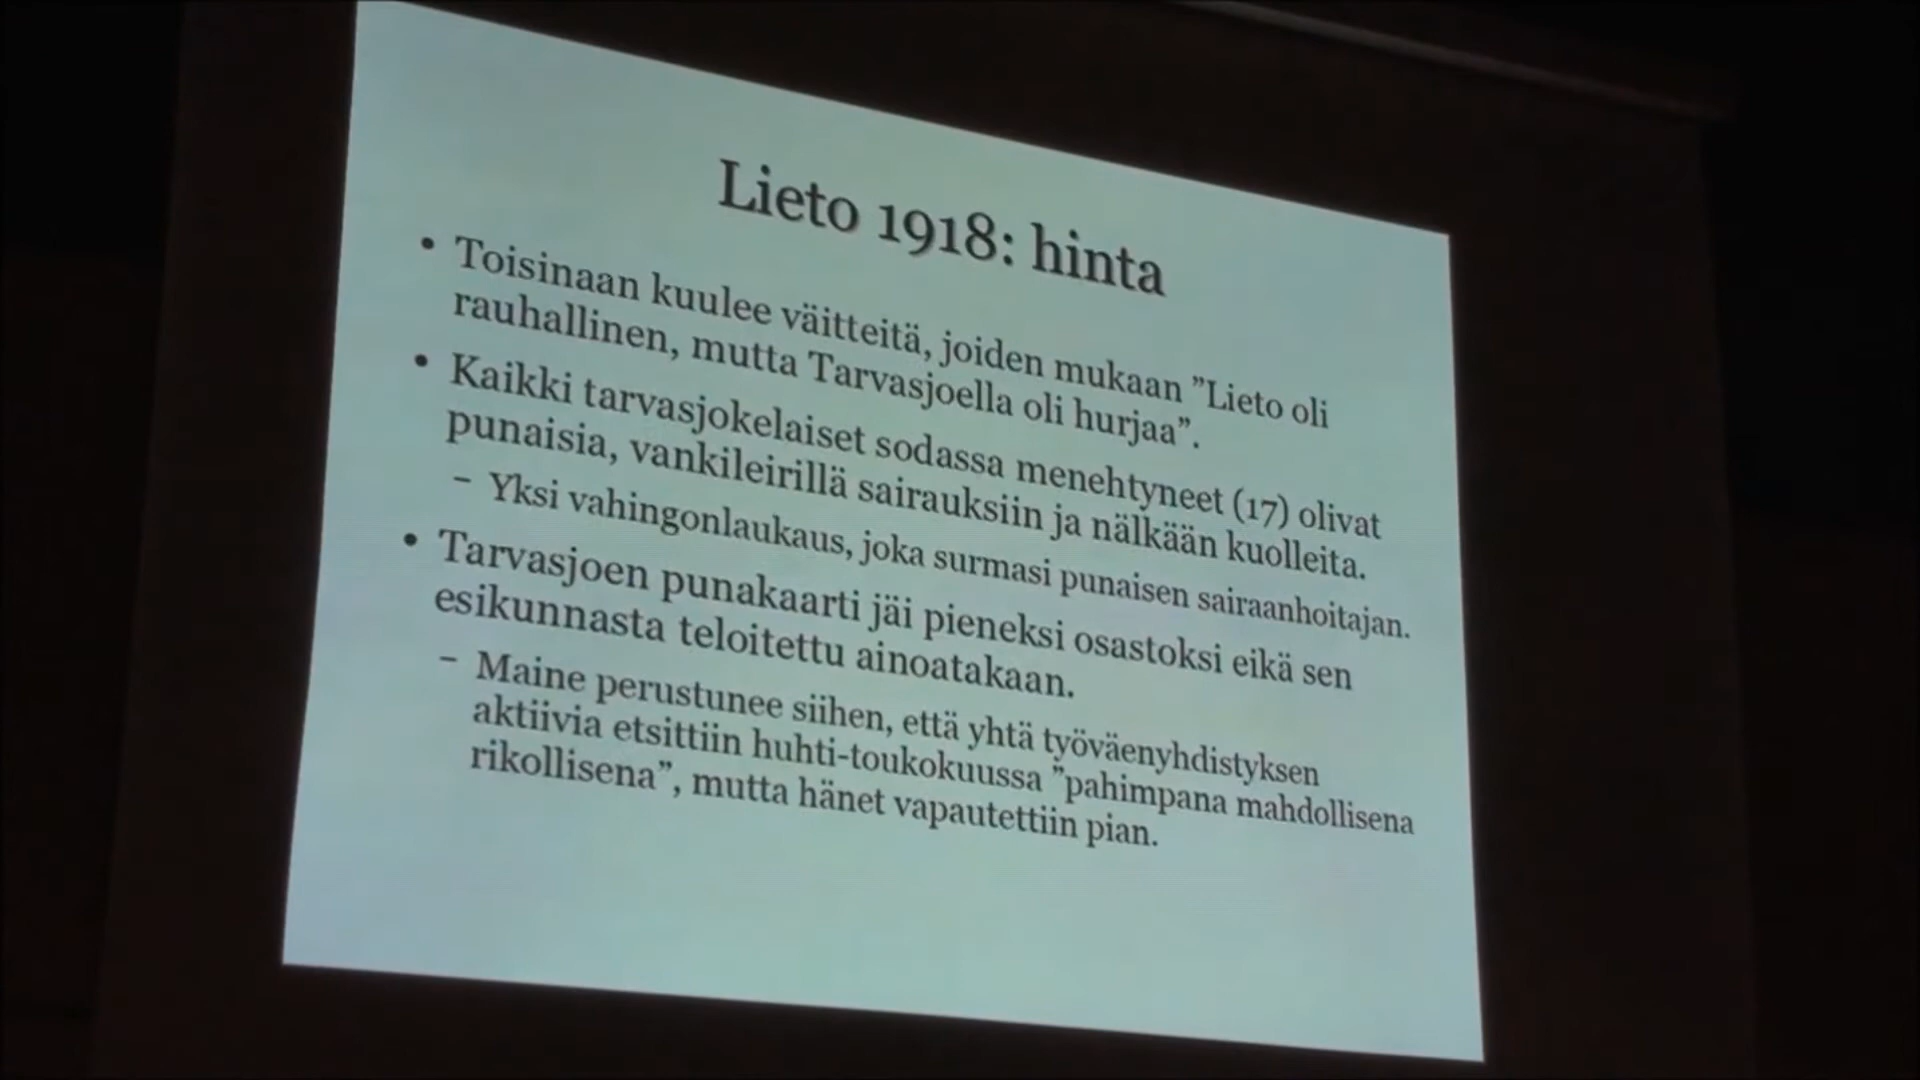 Lieto 1918: hinta
• Toisinaan kuulee väitteitä, joiden mukaan ”Lieto oli
rauhallinen, mutta Tarvasjoella oli hurjaa”.
• Kaikki tarvasjokelaiset sodassa menehtyneet (17) olivat
punaisia, vankileirillä sairauksiin ja nälkään kuolleita.
– Yksi vahingonlaukaus, joka surmasi punaisen sairaanhoitajan.
• Tarvasjoen punakaarti jäi pieneksi osastoksi eikä sen
esikunnasta teloitettu ainoatakaan.
– Maine perustunee siihen, että yhtä työväenyhdistyksen
aktiivia etsittiin huhti-toukokuussa ”pahimpana mahdollisena
rikollisena”, mutta hänet vapautettiin pian.